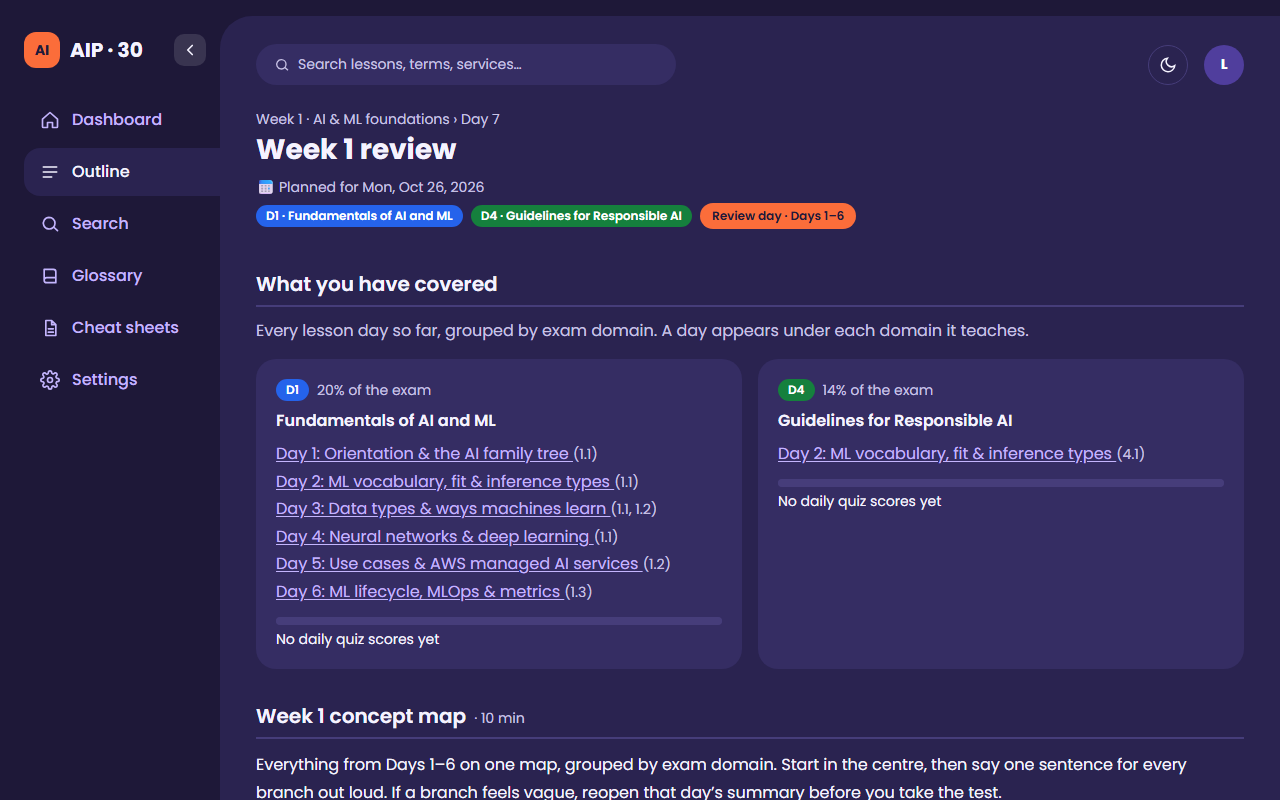 AI AIP · 30
Dashboard
Outline
Search
Glossary
Cheat sheets
Settings
Search lessons, terms, services…
L
Week 1 · AI & ML foundations › Day 7
Week 1 review
Planned for Mon, Oct 26, 2026
D1 · Fundamentals of AI and ML
D4 · Guidelines for Responsible AI
Review day · Days 1–6
What you have covered
Every lesson day so far, grouped by exam domain. A day appears under each domain it teaches.
D1 20% of the exam
Fundamentals of AI and ML
Day 1: Orientation & the AI family tree (1.1)
Day 2: ML vocabulary, fit & inference types (1.1)
Day 3: Data types & ways machines learn (1.1, 1.2)
Day 4: Neural networks & deep learning (1.1)
Day 5: Use cases & AWS managed AI services (1.2)
Day 6: ML lifecycle, MLOps & metrics (1.3)
No daily quiz scores yet
D4 14% of the exam
Guidelines for Responsible AI
Day 2: ML vocabulary, fit & inference types (4.1)
No daily quiz scores yet
Week 1 concept map · 10 min
Everything from Days 1–6 on one map, grouped by exam domain. Start in the centre, then say one sentence for every
branch out loud. If a branch feels vague, reopen that day’s summary before you take the test.